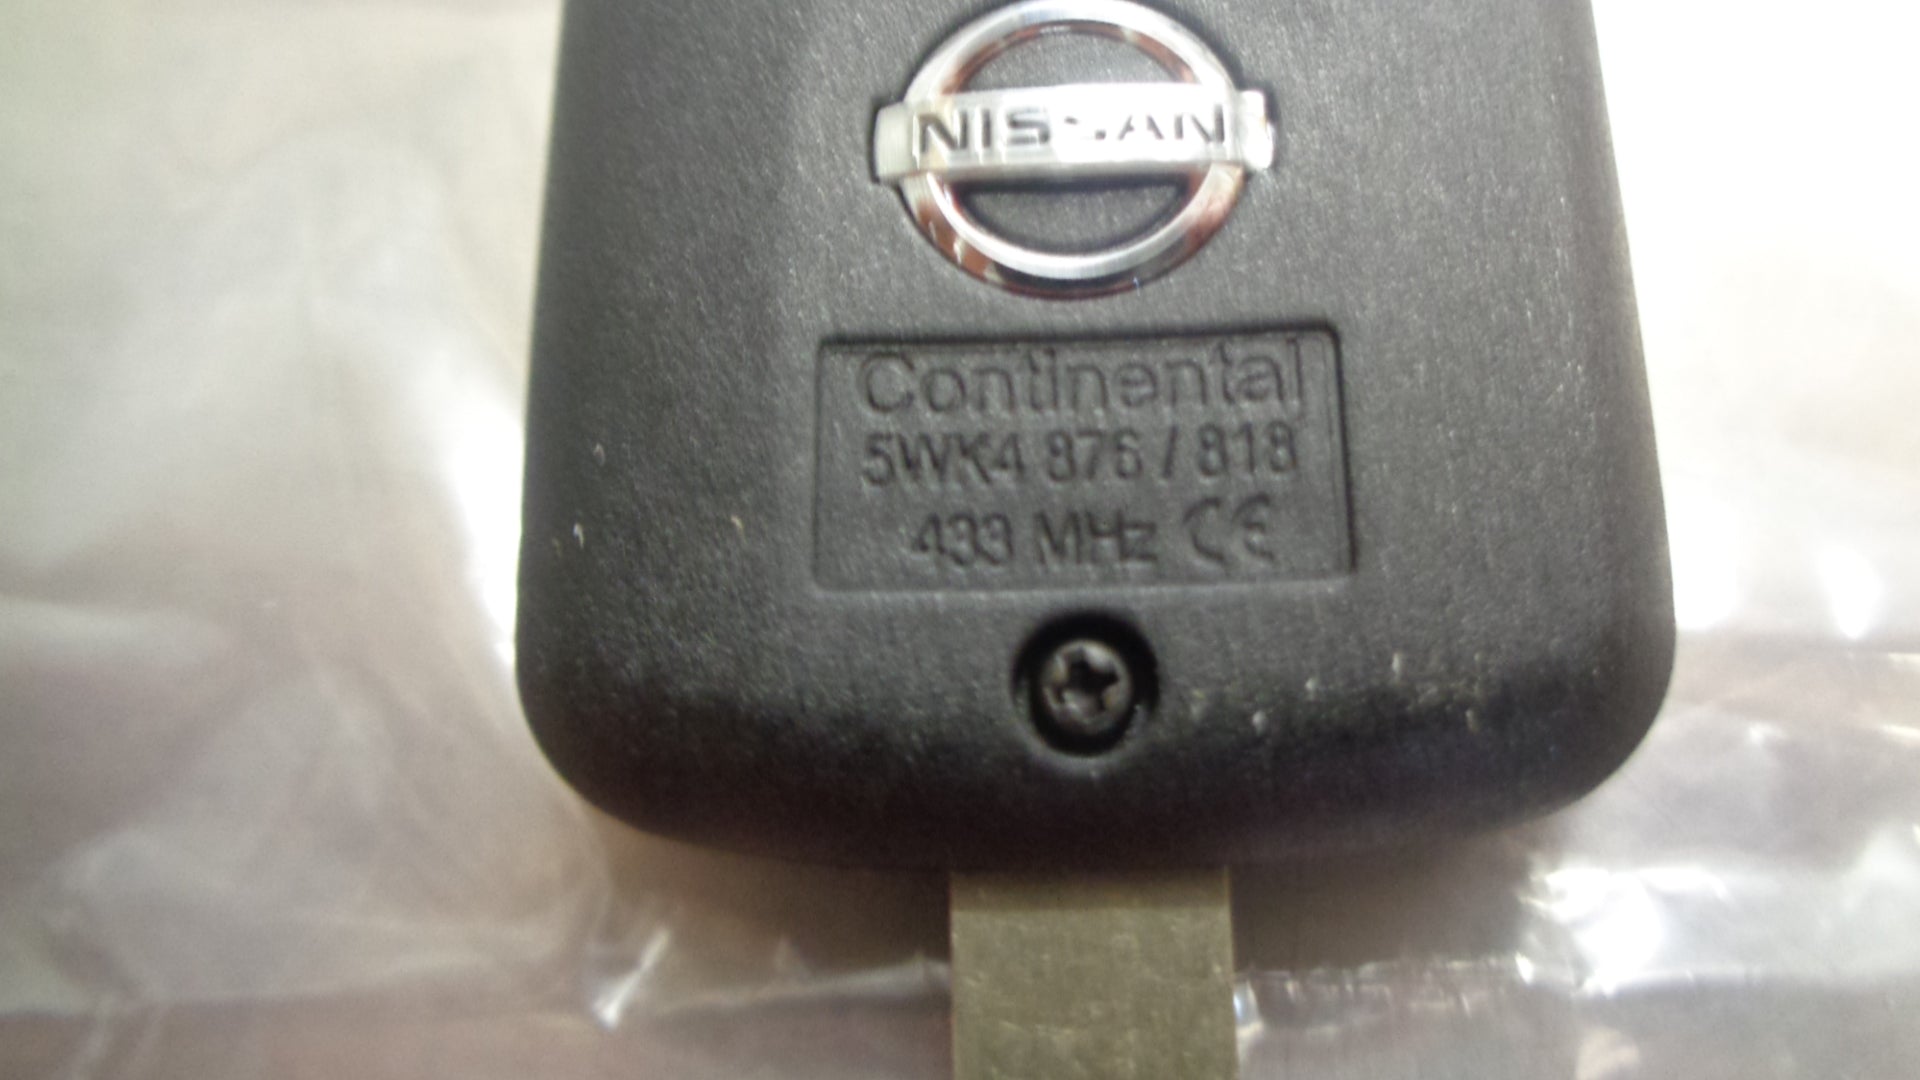 NISSAN
Continental
5WK4 876 / 818
433 MHz CE